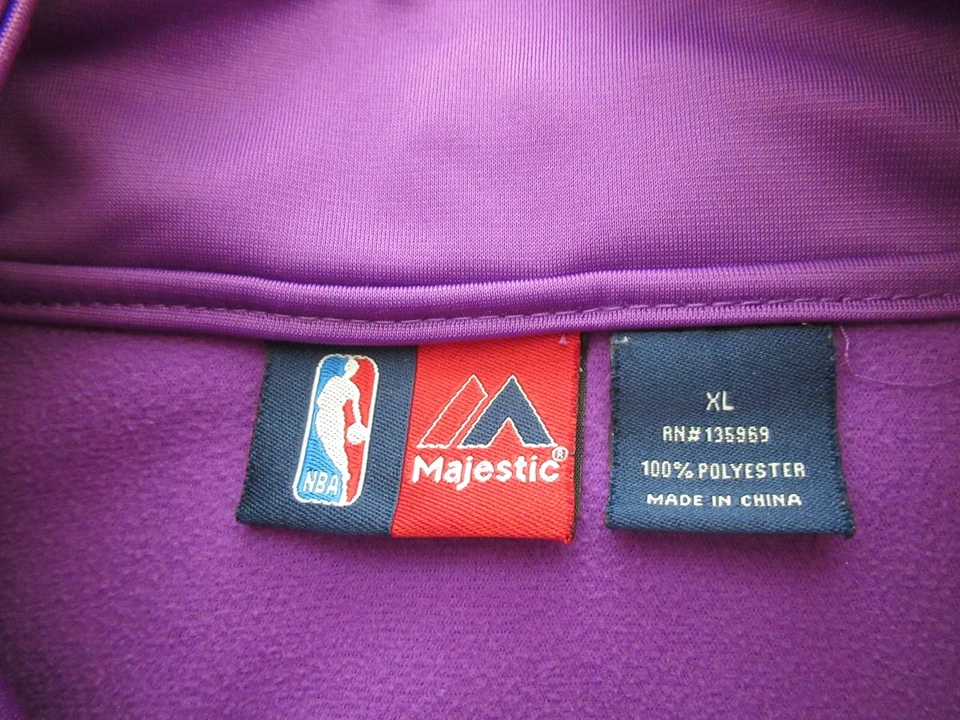 NBA
Majestic®
XL
RN#135969
100% POLYESTER
MADE IN CHINA